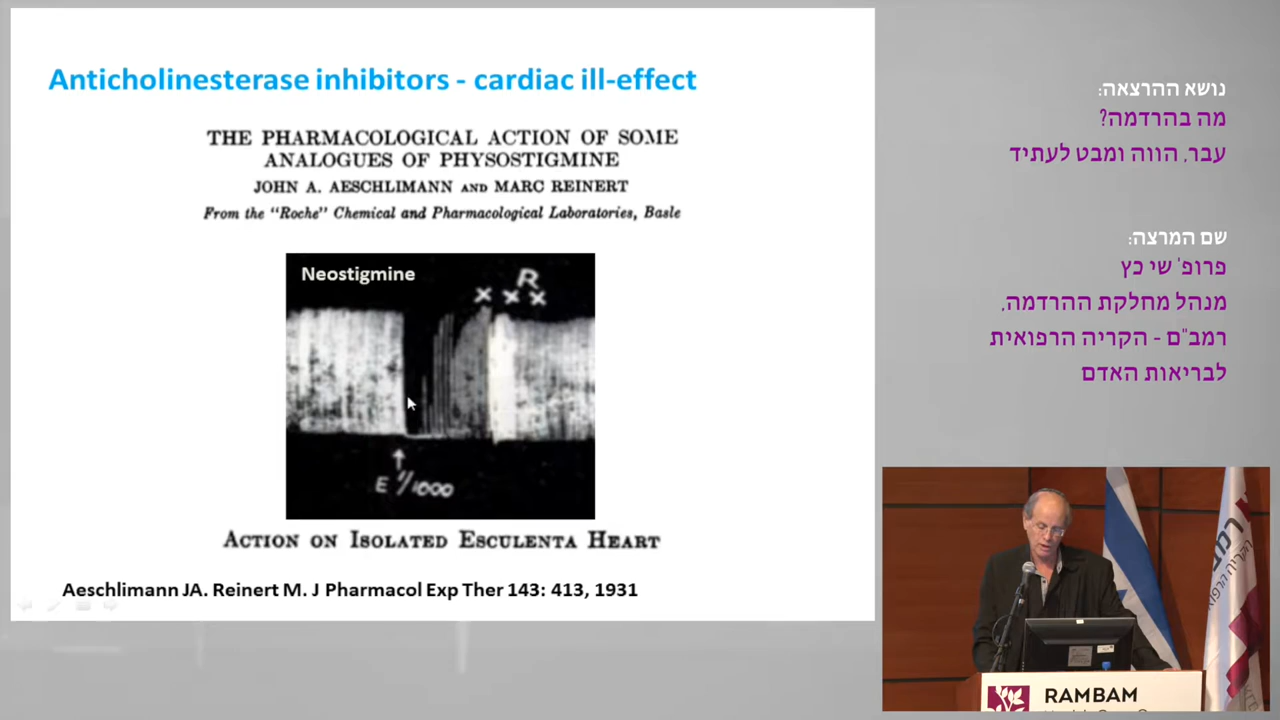 Anticholinesterase inhibitors - cardiac ill-effect
THE PHARMACOLOGICAL ACTION OF SOME
ANALOGUES OF PHYSOSTIGMINE
JOHN A. AESCHLIMANN AND MARC REINERT
From the "Roche" Chemical and Pharmacological Laboratories, Basle
Neostigmine
R
x x x
E 1/1000
ACTION ON ISOLATED ESCULENTA HEART
Aeschlimann JA. Reinert M. J Pharmacol Exp Ther 143: 413, 1931
נושא ההרצאה:
מה בהרדמה?
עבר, הווה ומבט לעתיד
שם המרצה:
פרופ' שי כץ
מנהל מחלקת ההרדמה,
רמב"ם - הקריה הרפואית
לבריאות האדם
RAMBAM